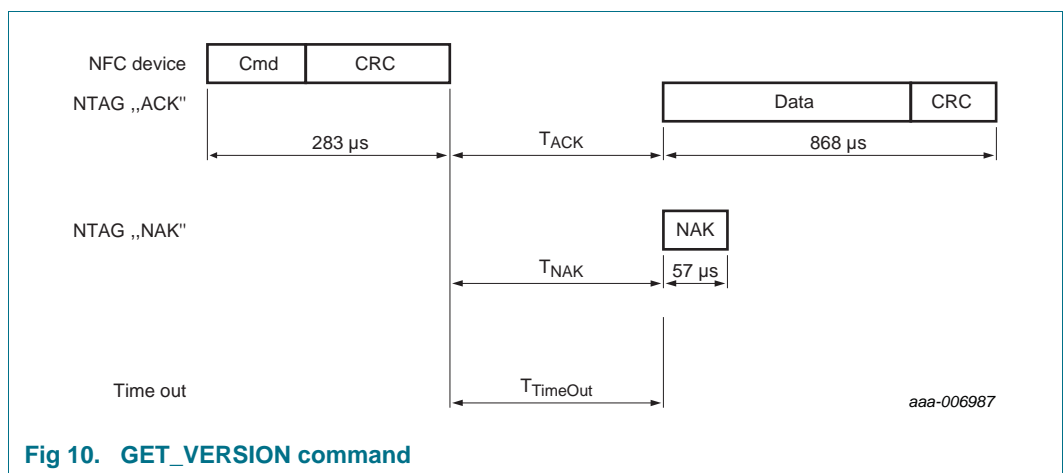 NFC device Cmd CRC
NTAG ,,ACK" Data CRC
283 µs TACK 868 µs
NTAG ,,NAK" NAK
TNAK 57 µs
Time out TTimeOut
aaa-006987
Fig 10. GET_VERSION command